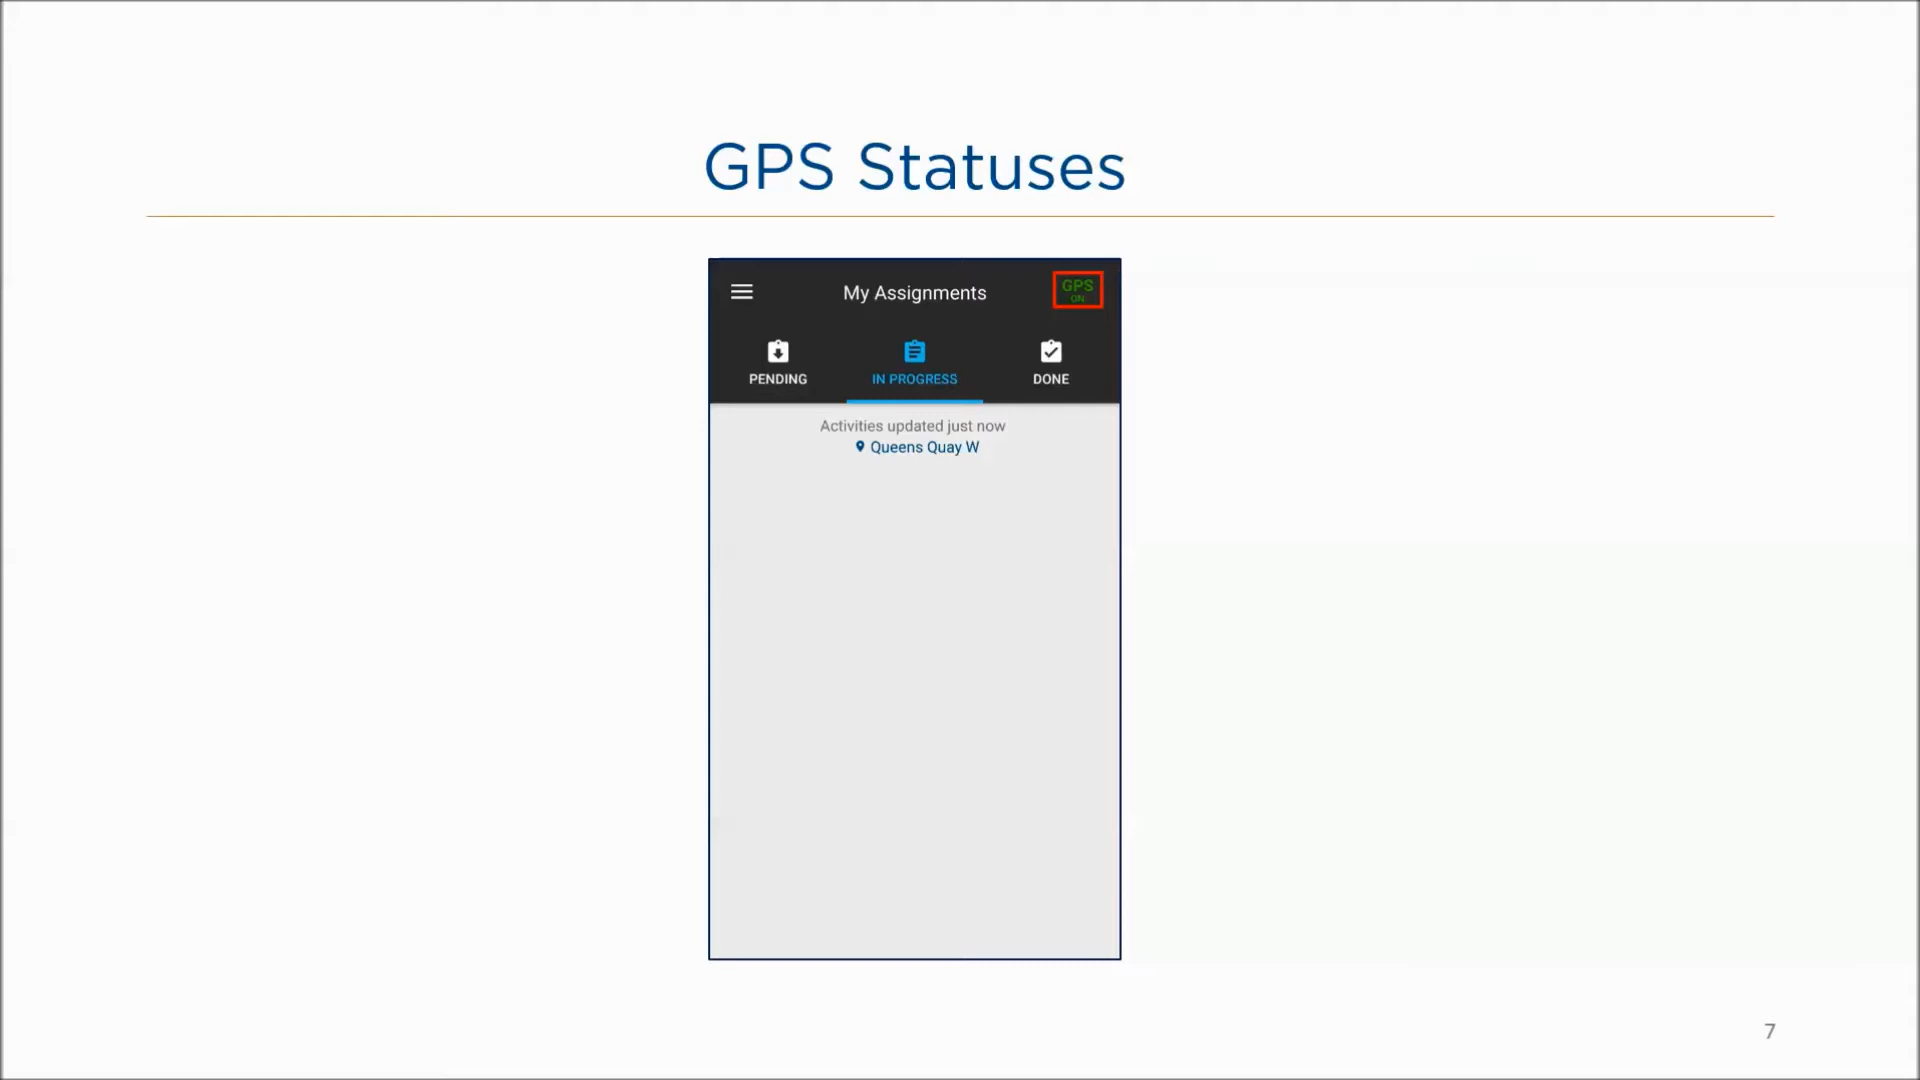 GPS Statuses
My Assignments
GPS
ON
PENDING
IN PROGRESS
DONE
Activities updated just now
Queens Quay W
7